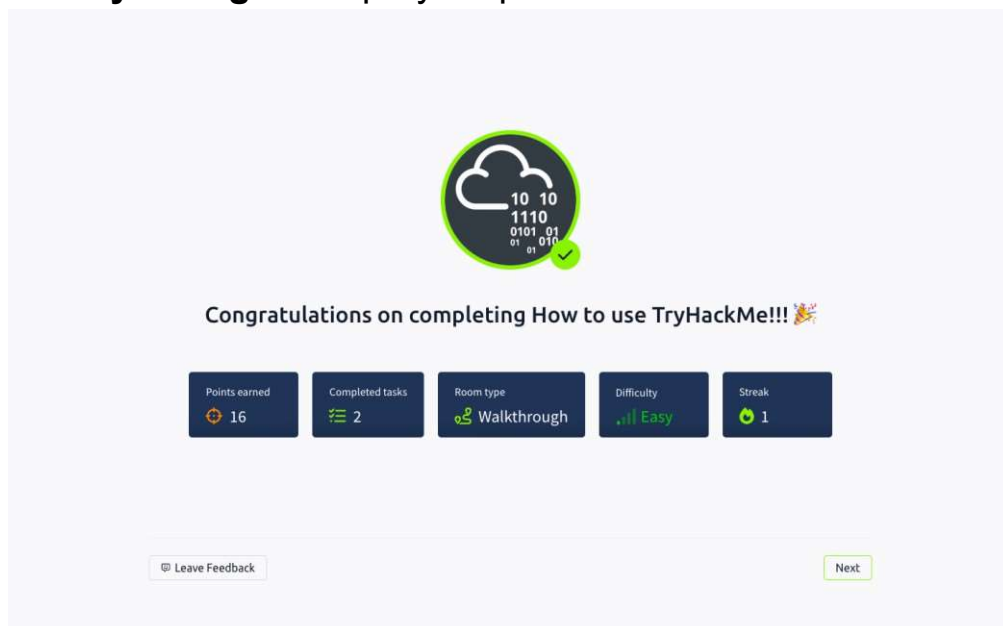 10 10
1110
0101 01
01 010
01
Congratulations on completing How to use TryHackMe!!! 🎉
Points earned
16
Completed tasks
2
Room type
Walkthrough
Difficulty
Easy
Streak
1
Leave Feedback
Next